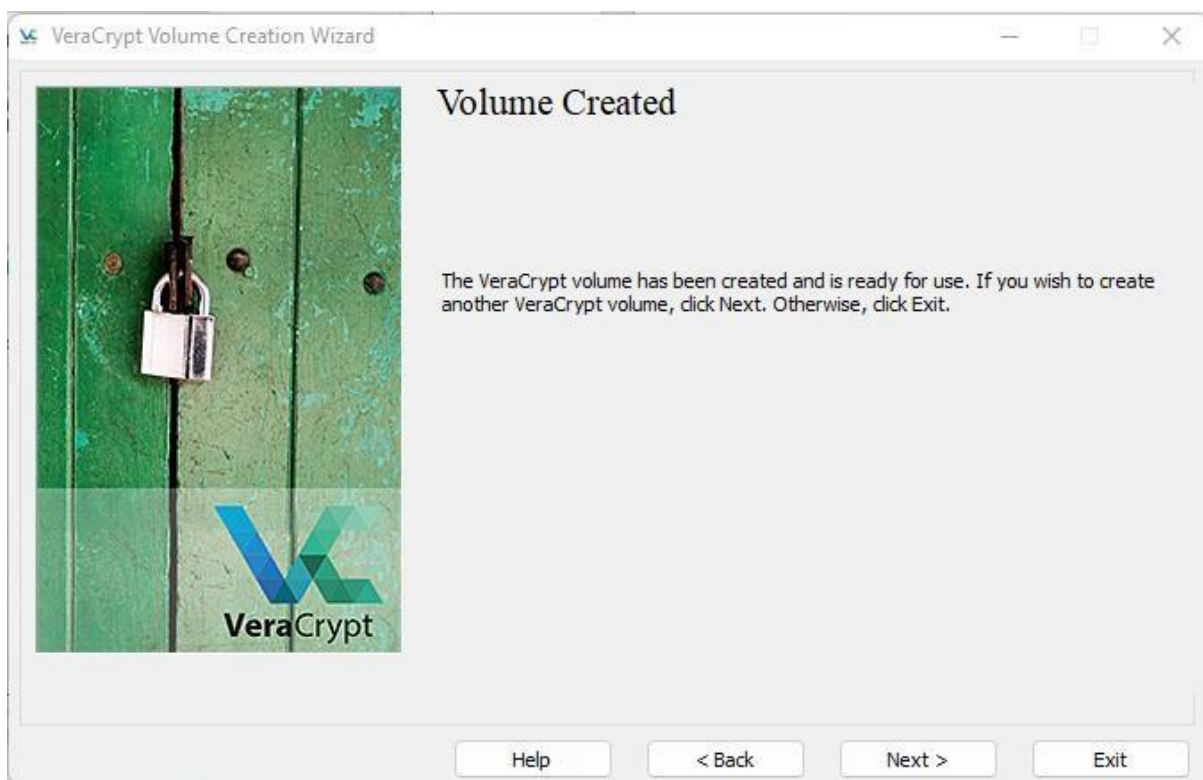 VeraCrypt Volume Creation Wizard
Volume Created
The VeraCrypt volume has been created and is ready for use. If you wish to create
another VeraCrypt volume, click Next. Otherwise, click Exit.
VeraCrypt
Help
< Back
Next >
Exit